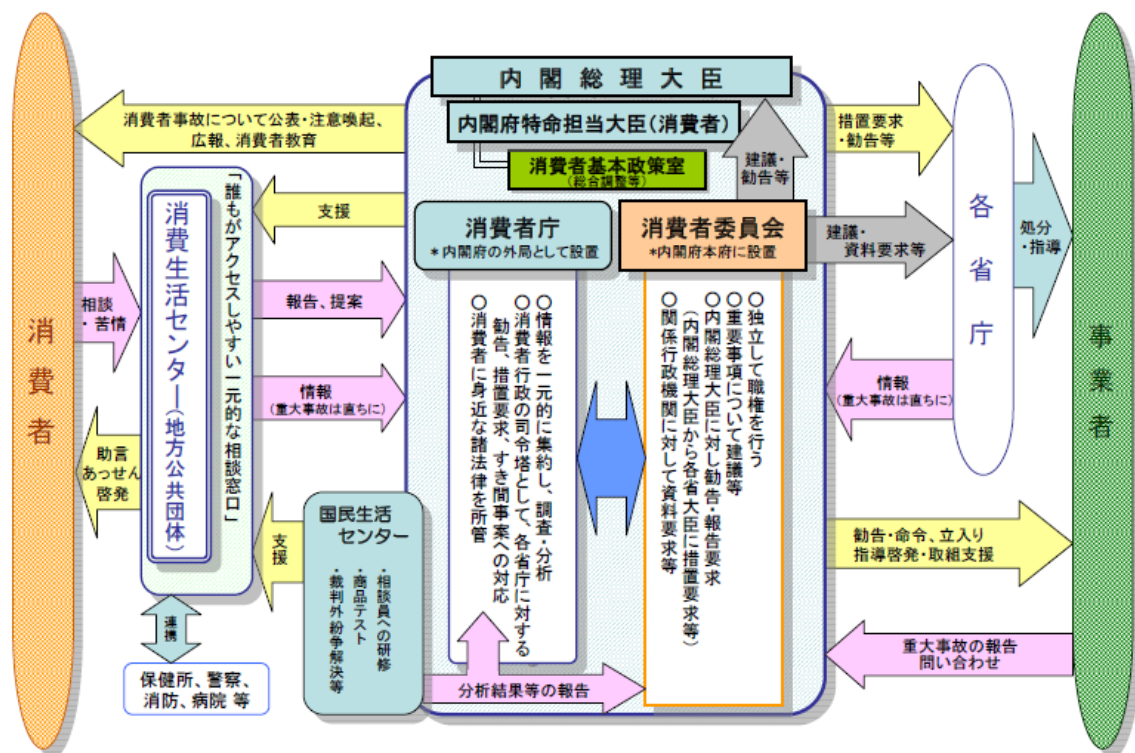 内閣総理大臣
内閣府特命担当大臣(消費者)
消費者基本政策室
(総合調整等)
建議・
勧告等
消費者事故について公表・注意喚起、
広報、消費者教育
措置要求
・勧告等
消費者
「誰もがアクセスしやすい一元的な相談窓口」
消費生活センター(地方公共団体)
支援
相談
・苦情
報告、提案
情報
(重大事故は直ちに)
助言
あっせん
啓発
支援
連携
保健所、警察、
消防、病院 等
国民生活
センター
・相談員への研修
・商品テスト
・裁判外紛争解決等
消費者庁
*内閣府の外局として設置
○情報を一元的に集約し、調査・分析
○消費者行政の司令塔として、各省庁に対する
勧告、措置要求、すき間事案への対応
○消費者に身近な諸法律を所管
消費者委員会
*内閣府本府に設置
○独立して職権を行う
○重要事項について建議等
○内閣総理大臣に対し勧告・報告要求
(内閣総理大臣から各省大臣に措置要求等)
○関係行政機関に対して資料要求等
分析結果等の報告
建議・
資料要求等
各省庁
処分
・指導
情報
(重大事故は直ちに)
勧告・命令、立入り
指導啓発・取組支援
重大事故の報告
問い合わせ
事業者